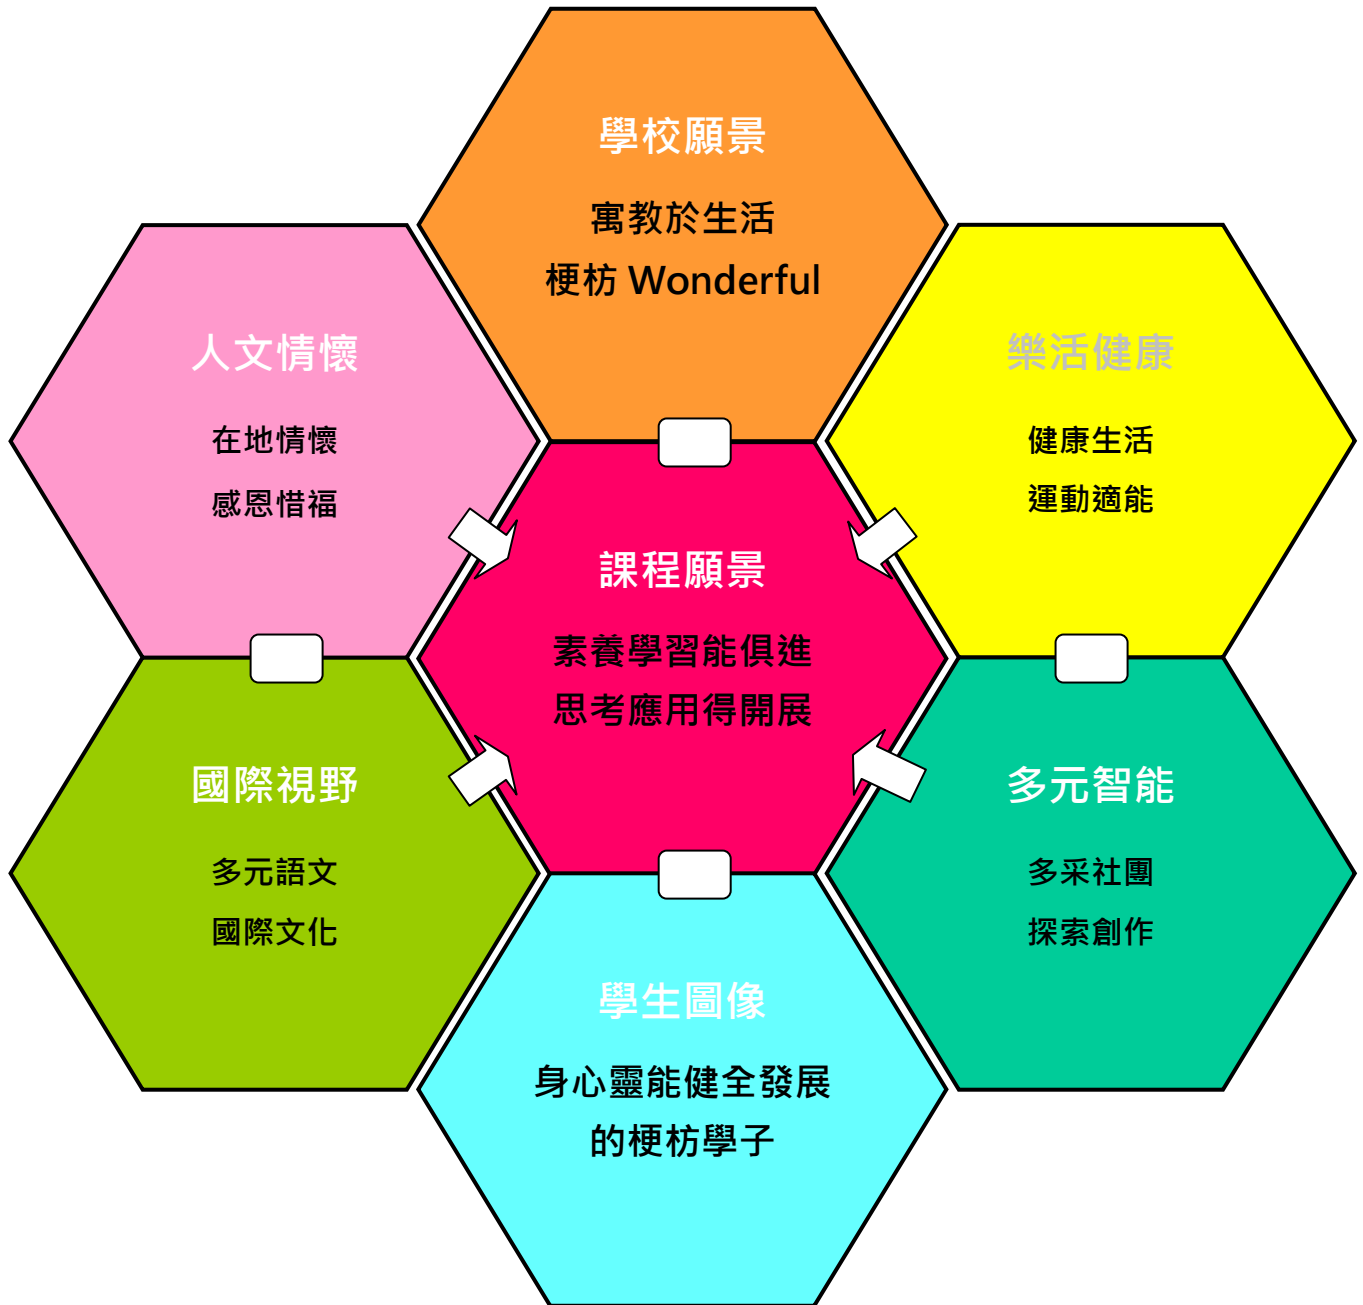 學校願景
寓教於生活
梗枋 Wonderful
人文情懷
在地情懷
感恩惜福
樂活健康
健康生活
運動適能
課程願景
素養學習能俱進
思考應用得開展
國際視野
多元語文
國際文化
多元智能
多采社團
探索創作
學生圖像
身心靈能健全發展
的梗枋學子